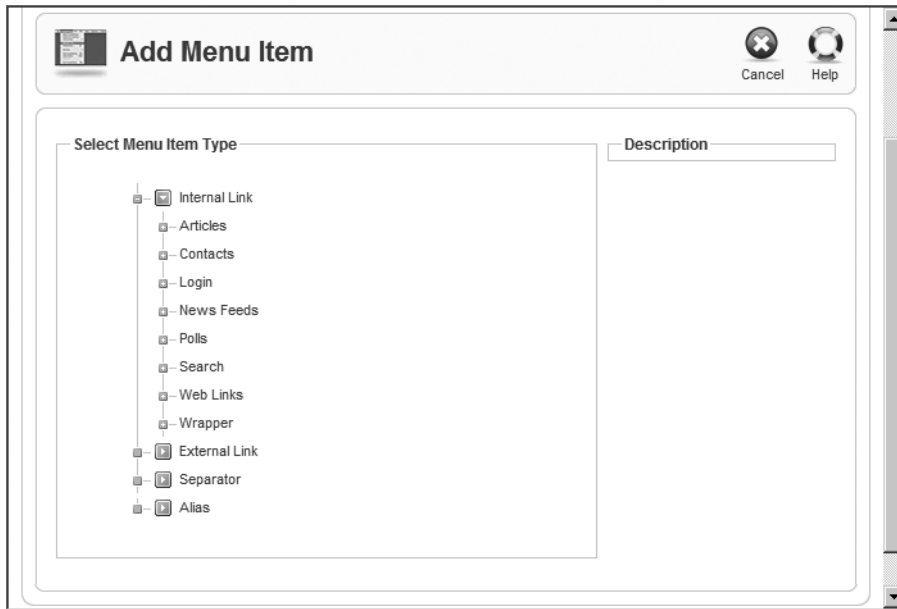 Add Menu Item
Cancel
Help
Select Menu Item Type
Description
Internal Link
Articles
Contacts
Login
News Feeds
Polls
Search
Web Links
Wrapper
External Link
Separator
Alias